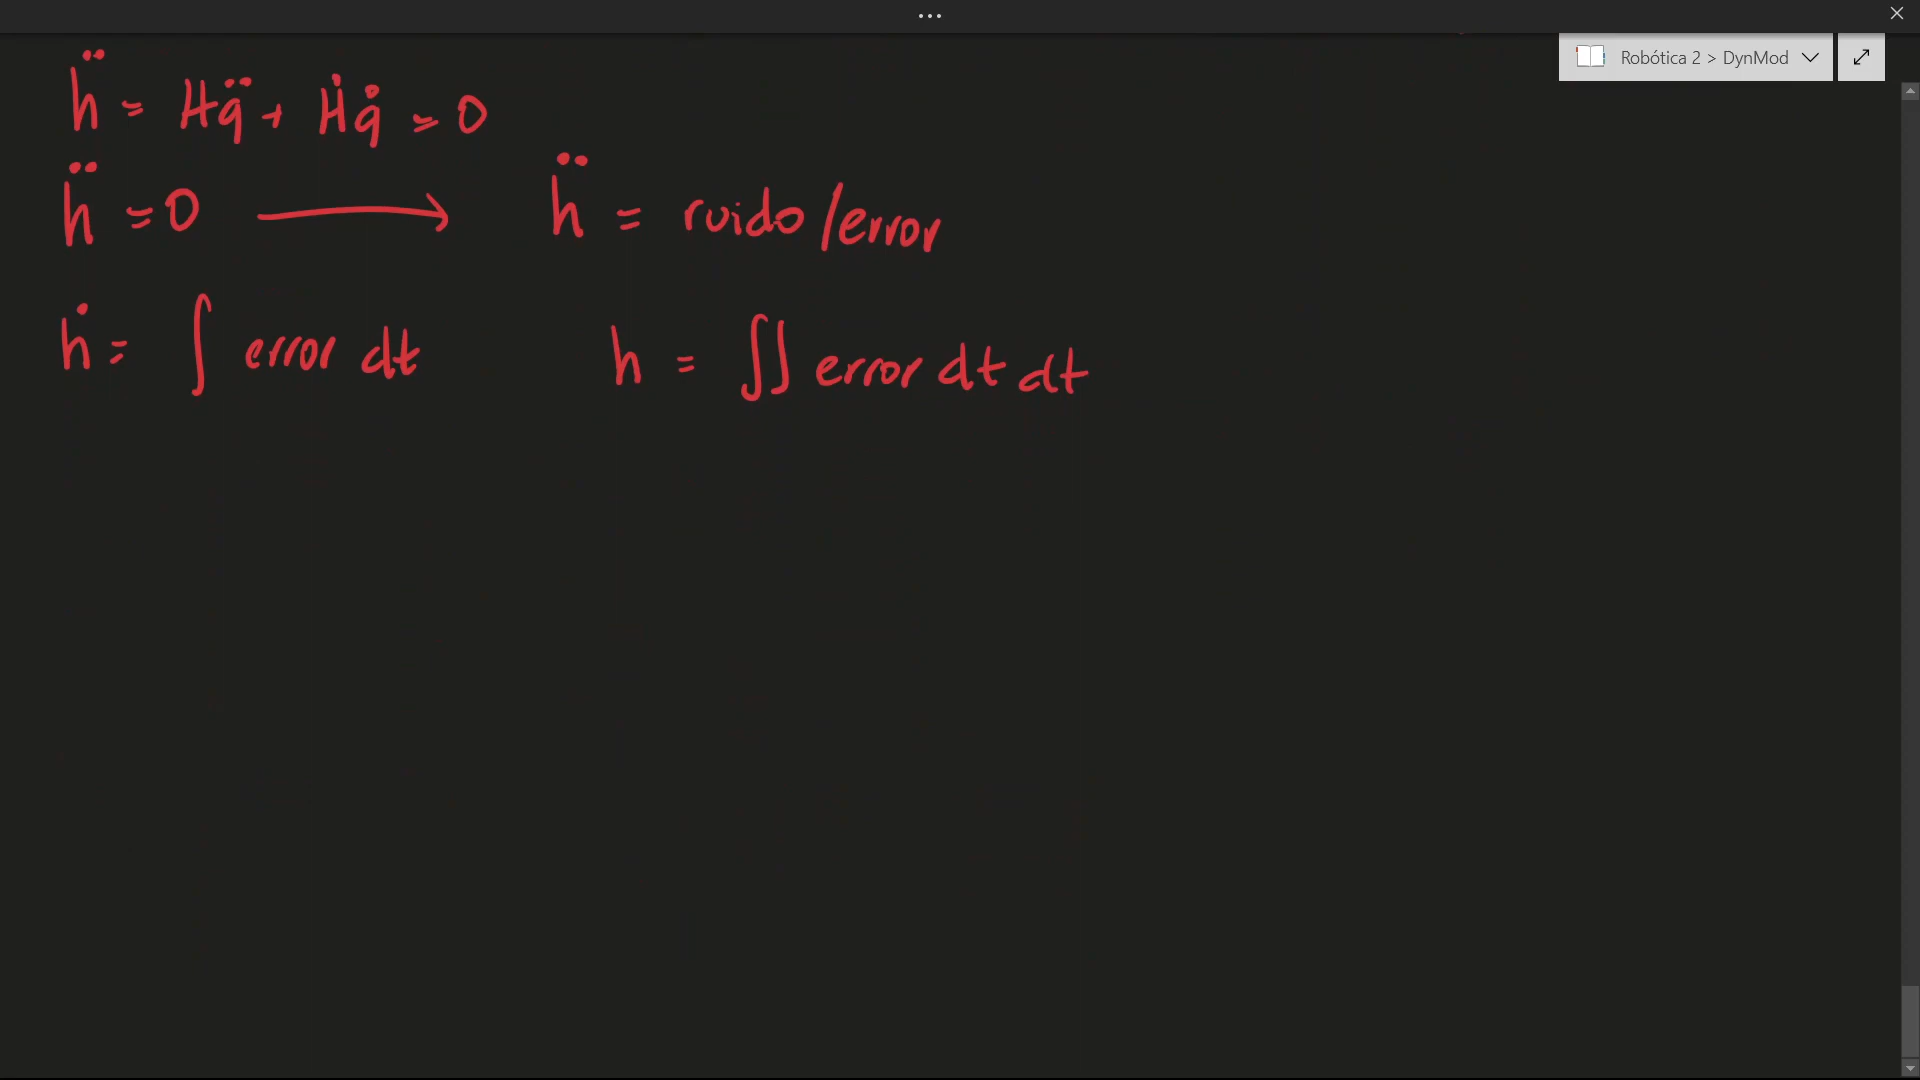 Robótica 2 > DynMod
ḧ = Hq̈ + Ḣq̇ = 0
ḧ = 0 ⟶ ḧ = ruido/error
ḣ = ∫ error dt h = ∫∫ error dt dt